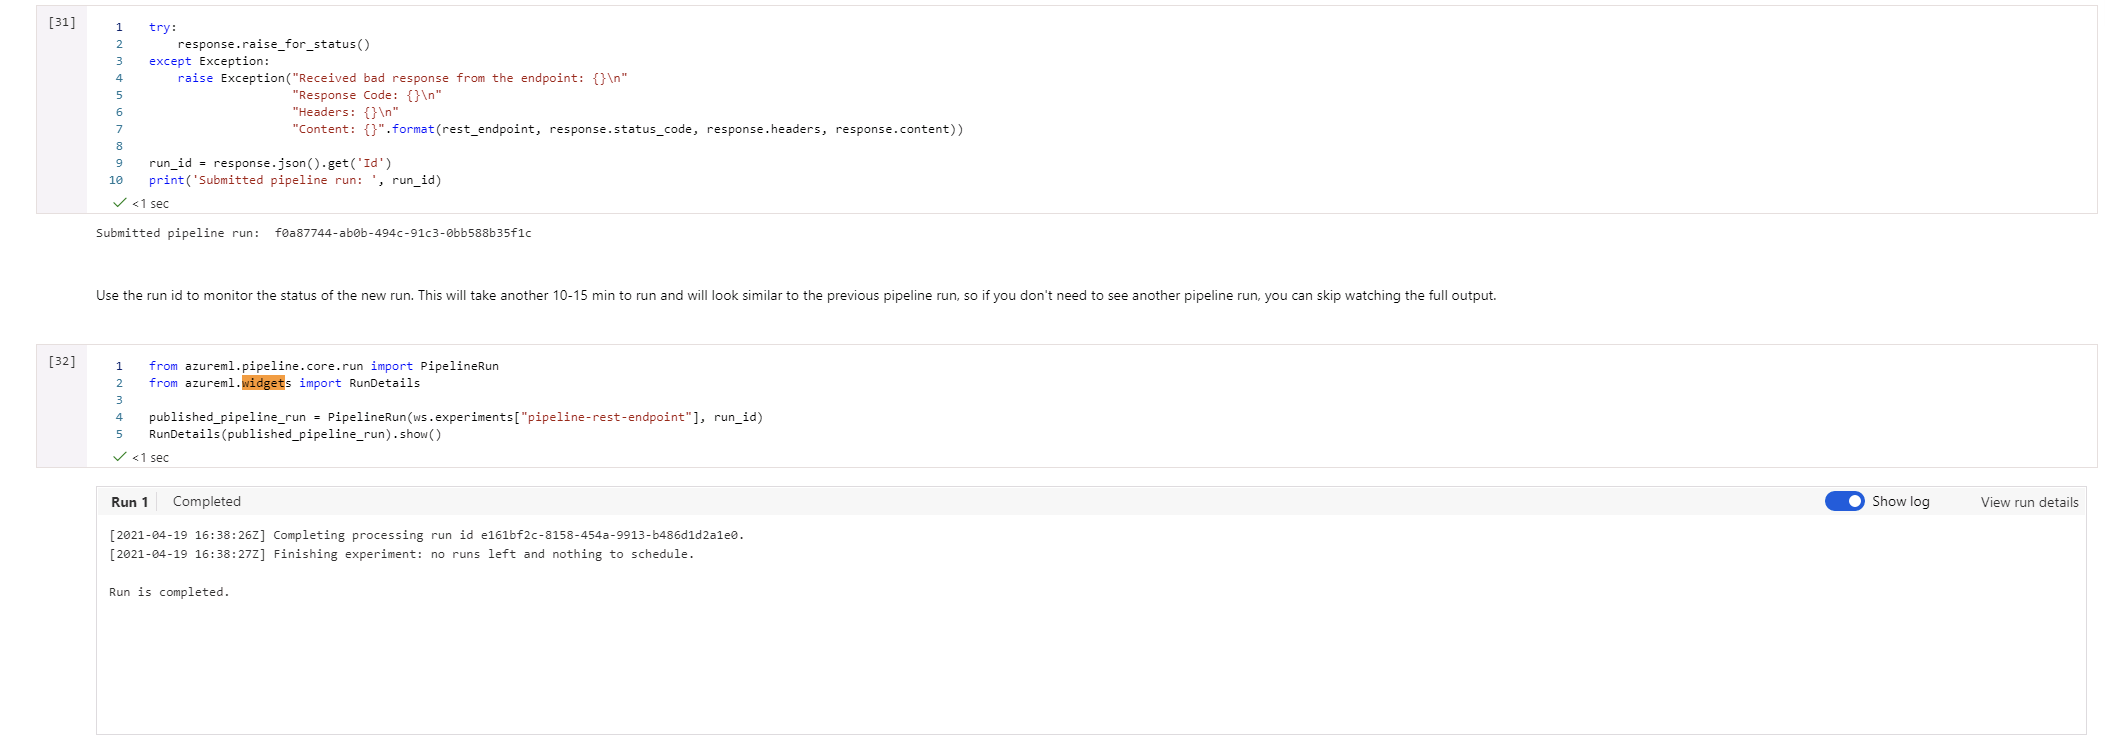 [31]
1 try:
2     response.raise_for_status()
3 except Exception:
4     raise Exception("Received bad response from the endpoint: {}\n"
5                     "Response Code: {}\n"
6                     "Headers: {}\n"
7                     "Content: {}".format(rest_endpoint, response.status_code, response.headers, response.content))
8
9 run_id = response.json().get('Id')
10 print('Submitted pipeline run: ', run_id)
✓ <1 sec
Submitted pipeline run:  f0a87744-ab0b-494c-91c3-0bb588b35f1c
Use the run id to monitor the status of the new run. This will take another 10-15 min to run and will look similar to the previous pipeline run, so if you don't need to see another pipeline run, you can skip watching the full output.
[32]
1 from azureml.pipeline.core.run import PipelineRun
2 from azureml.widgets import RunDetails
3
4 published_pipeline_run = PipelineRun(ws.experiments["pipeline-rest-endpoint"], run_id)
5 RunDetails(published_pipeline_run).show()
✓ <1 sec
Run 1 Completed Show log View run details
[2021-04-19 16:38:26Z] Completing processing run id e161bf2c-8158-454a-9913-b486d1d2a1e0.
[2021-04-19 16:38:27Z] Finishing experiment: no runs left and nothing to schedule.
Run is completed.